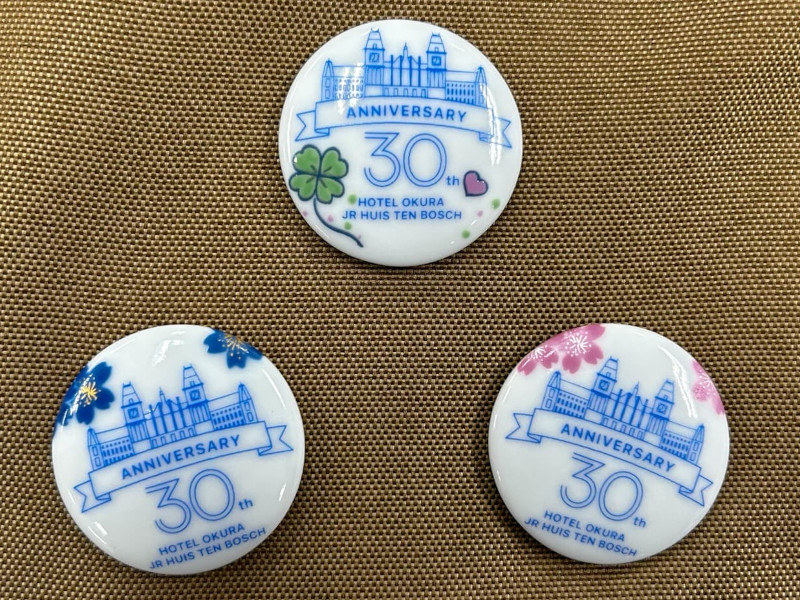 ANNIVERSARY
30th
HOTEL OKURA
JR HUIS TEN BOSCH
ANNIVERSARY
30th
HOTEL OKURA
JR HUIS TEN BOSCH
ANNIVERSARY
30th
HOTEL OKURA
JR HUIS TEN BOSCH